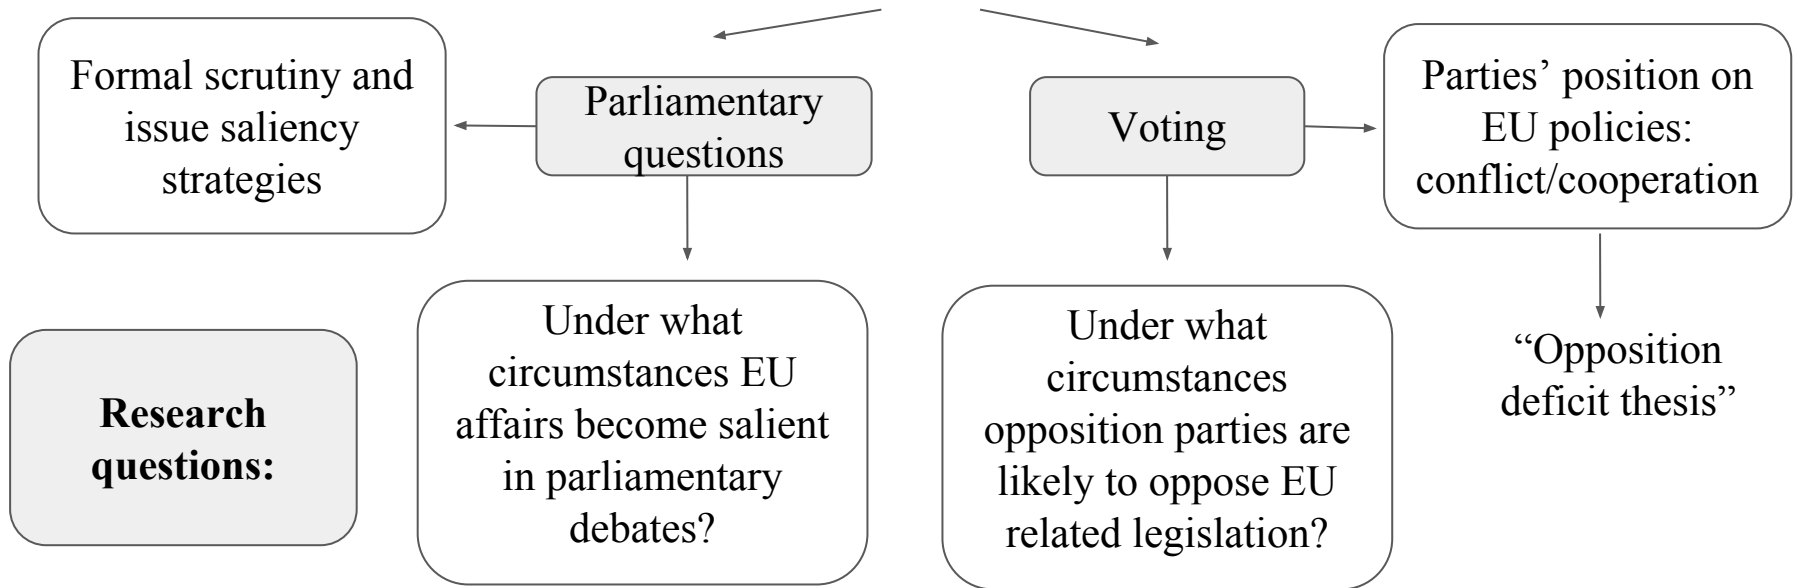 Formal scrutiny and
issue saliency
strategies
Parliamentary
questions
Voting
Parties’ position on
EU policies:
conflict/cooperation
Research
questions:
Under what
circumstances EU
affairs become salient
in parliamentary
debates?
Under what
circumstances
opposition parties are
likely to oppose EU
related legislation?
“Opposition
deficit thesis”